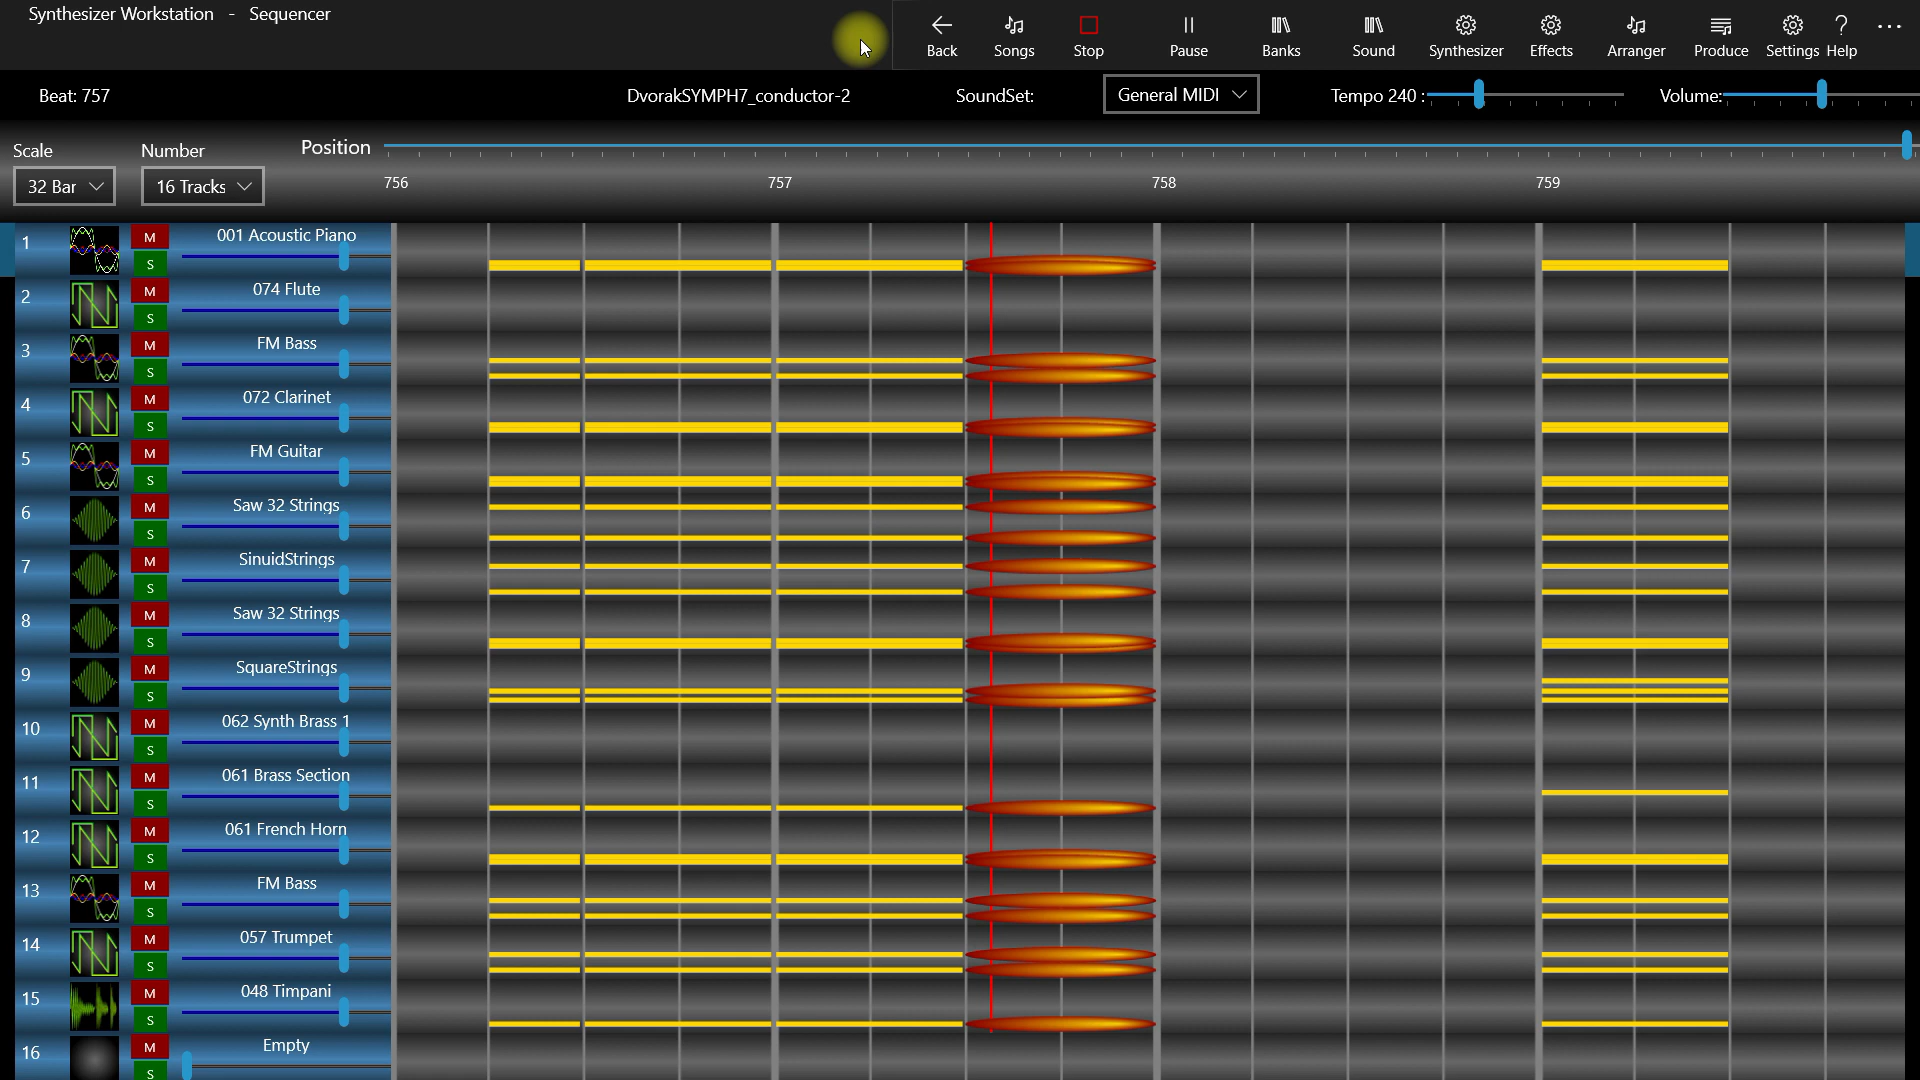 Synthesizer Workstation - Sequencer
Back
Songs
Stop
Pause
Banks
Sound
Synthesizer
Effects
Arranger
Produce
Settings
Help
Beat: 757
DvorakSYMPH7_conductor-2
SoundSet:
General MIDI
Tempo 240 :
Volume:
Scale
Number
Position
32 Bar
16 Tracks
756
757
758
759
1
M
S
001 Acoustic Piano
2
M
S
074 Flute
3
M
S
FM Bass
4
M
S
072 Clarinet
5
M
S
FM Guitar
6
M
S
Saw 32 Strings
7
M
S
SinuidStrings
8
M
S
Saw 32 Strings
9
M
S
SquareStrings
10
M
S
062 Synth Brass 1
11
M
S
061 Brass Section
12
M
S
061 French Horn
13
M
S
FM Bass
14
M
S
057 Trumpet
15
M
S
048 Timpani
16
M
S
Empty